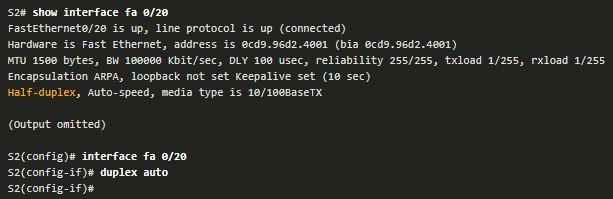 S2# show interface fa 0/20
FastEthernet0/20 is up, line protocol is up (connected)
Hardware is Fast Ethernet, address is 0cd9.96d2.4001 (bia 0cd9.96d2.4001)
MTU 1500 bytes, BW 100000 Kbit/sec, DLY 100 usec, reliability 255/255, txload 1/255, rxload 1/255
Encapsulation ARPA, loopback not set Keepalive set (10 sec)
Half-duplex, Auto-speed, media type is 10/100BaseTX
(Output omitted)
S2(config)# interface fa 0/20
S2(config-if)# duplex auto
S2(config-if)#